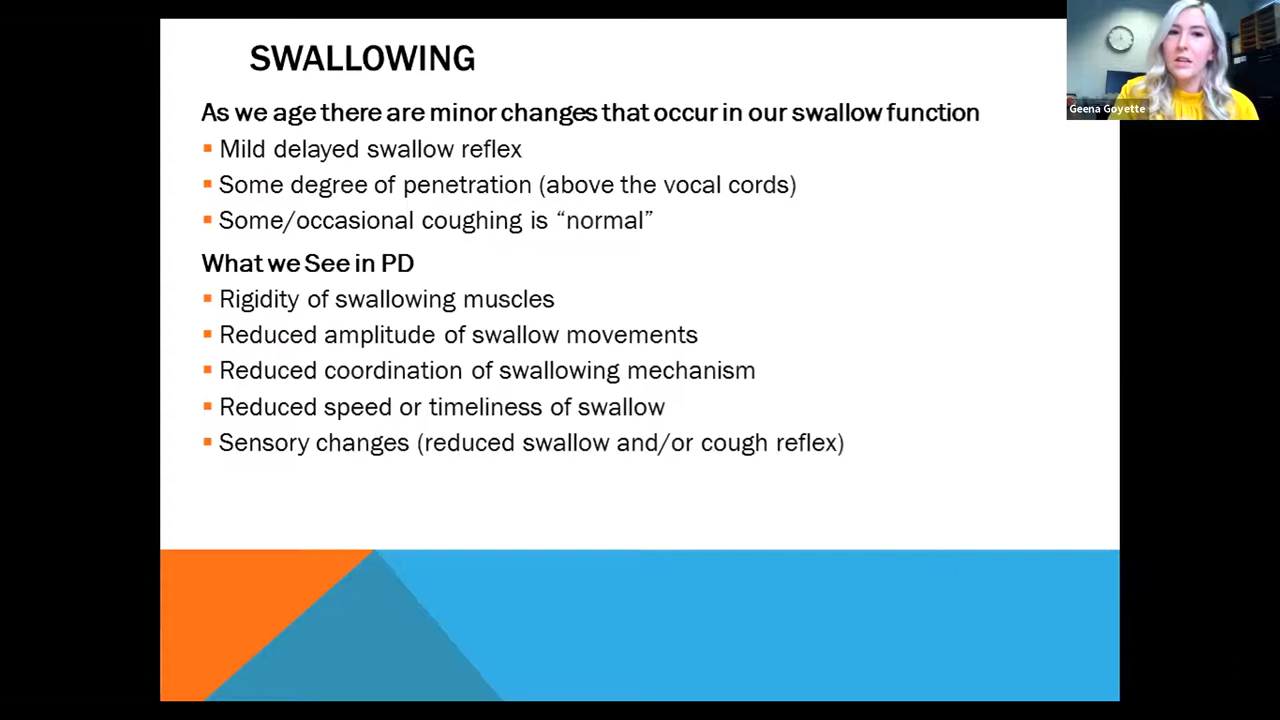 SWALLOWING
As we age there are minor changes that occur in our swallow function
Mild delayed swallow reflex
Some degree of penetration (above the vocal cords)
Some/occasional coughing is “normal”
What we See in PD
Rigidity of swallowing muscles
Reduced amplitude of swallow movements
Reduced coordination of swallowing mechanism
Reduced speed or timeliness of swallow
Sensory changes (reduced swallow and/or cough reflex)
Geena Goyette